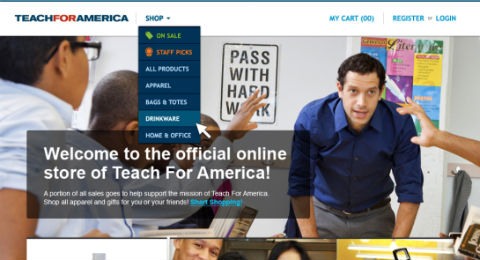 TEACHFORAMERICA
SHOP
MY CART (00)
REGISTER or LOGIN
ON SALE
STAFF PICKS
ALL PRODUCTS
APPAREL
BAGS & TOTES
DRINKWARE
HOME & OFFICE
PASS
WITH
HARD
WORK
Welcome to the official online
store of Teach For America!
A portion of all sales goes to help support the mission of Teach For America.
Shop all apparel and gifts for you or your friends! Start Shopping!